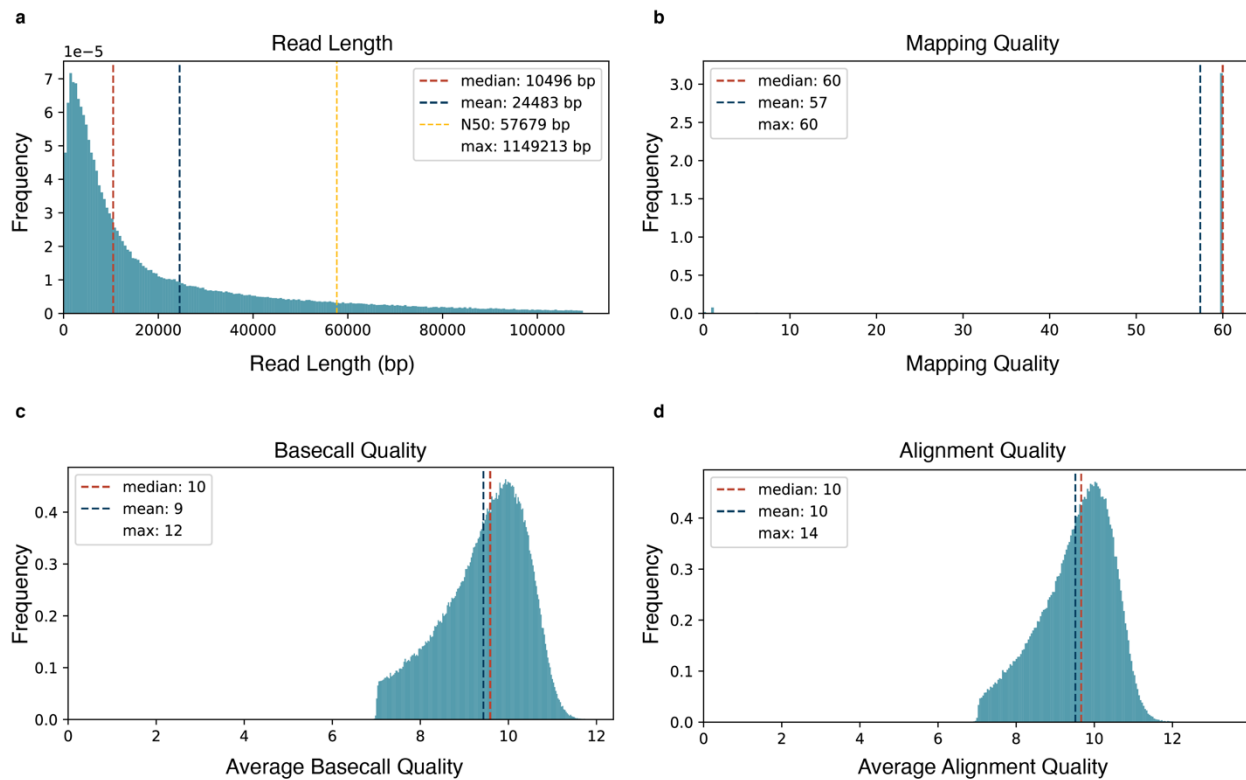 a
Read Length
1e−5
7
6
5
4
3
2
1
0
Frequency
median: 10496 bp
mean: 24483 bp
N50: 57679 bp
max: 1149213 bp
0 20000 40000 60000 80000 100000
Read Length (bp)
b
Mapping Quality
3.0
2.5
2.0
1.5
1.0
0.5
0.0
Frequency
median: 60
mean: 57
max: 60
0 10 20 30 40 50 60
Mapping Quality
c
Basecall Quality
0.4
0.3
0.2
0.1
0.0
Frequency
median: 10
mean: 9
max: 12
0 2 4 6 8 10 12
Average Basecall Quality
d
Alignment Quality
0.4
0.3
0.2
0.1
0.0
Frequency
median: 10
mean: 10
max: 14
0 2 4 6 8 10 12
Average Alignment Quality